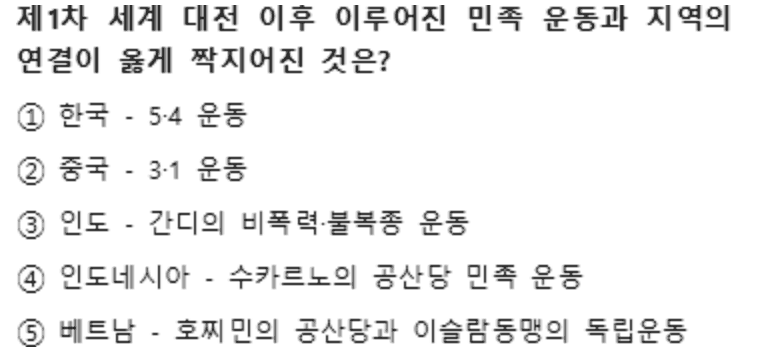 제1차 세계 대전 이후 이루어진 민족 운동과 지역의
연결이 옳게 짝지어진 것은?
① 한국 - 5·4 운동
② 중국 - 3·1 운동
③ 인도 - 간디의 비폭력·불복종 운동
④ 인도네시아 - 수카르노의 공산당 민족 운동
⑤ 베트남 - 호찌민의 공산당과 이슬람동맹의 독립운동